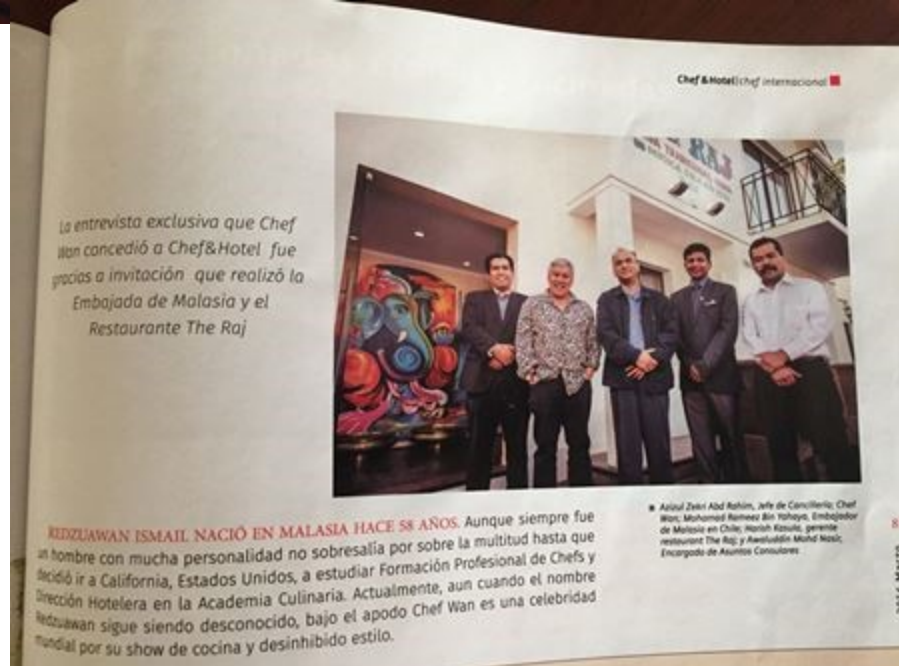 Chef&Hotel|chef internacional
La entrevista exclusiva que Chef
Wan concedió a Chef&Hotel fue
gracias a invitación que realizó la
Embajada de Malasia y el
Restaurante The Raj
RAJ
Azizul Zekri Abd Rahim, Jefe de Cancillería; Chef
Wan; Mohamad Rameez Bin Yahaya, Embajador
de Malasia en Chile; Harish Kasula, gerente
restaurant The Raj; y Awaluddin Mohd Nasir,
Encargado de Asuntos Consulares
REDZUAWAN ISMAIL NACIÓ EN MALASIA HACE 58 AÑOS. Aunque siempre fue
un hombre con mucha personalidad no sobresalía por sobre la multitud hasta que
decidió ir a California, Estados Unidos, a estudiar Formación Profesional de Chefs y
Dirección Hotelera en la Academia Culinaria. Actualmente, aun cuando el nombre
Redzuawan sigue siendo desconocido, bajo el apodo Chef Wan es una celebridad
mundial por su show de cocina y desinhibido estilo.
8